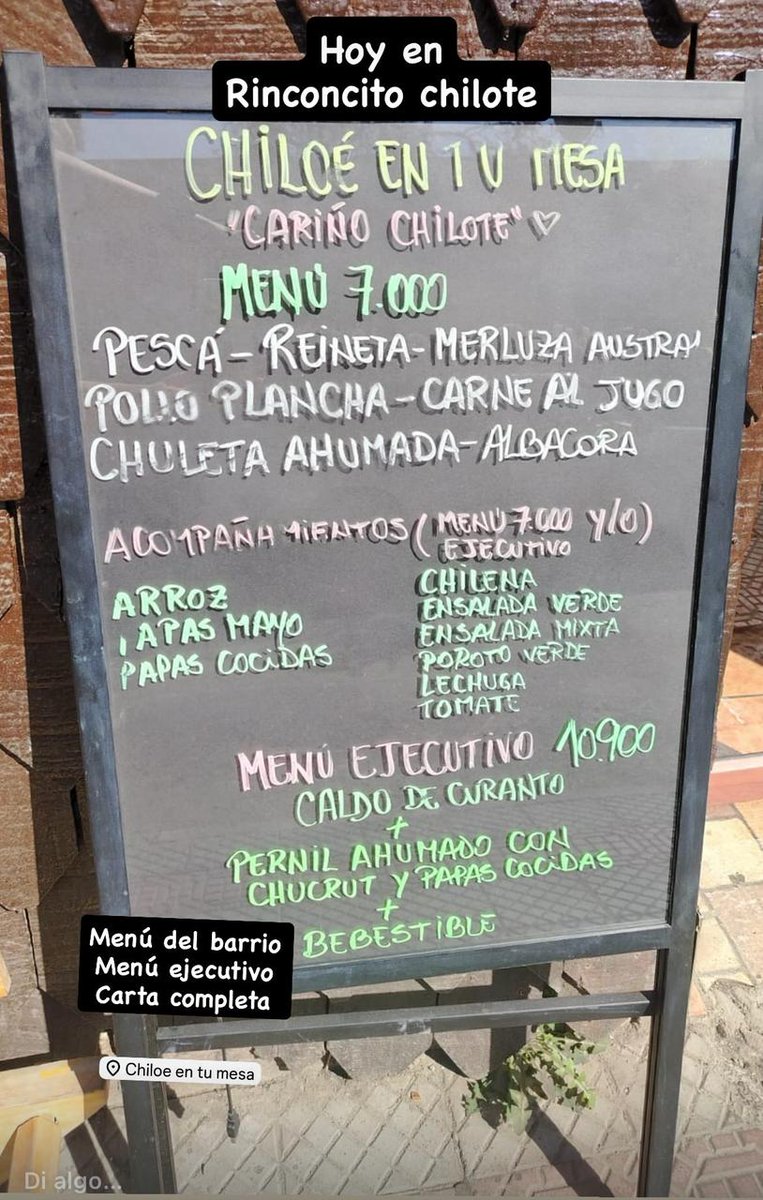 Hoy en
Rinconcito chilote
CHILOÉ EN TU MESA
"CARIÑO CHILOTE" ♡
MENÚ 7.000
PESCÁ - REINETA - MERLUZA AUSTRA
POLLO PLANCHA - CARNE AL JUGO
CHULETA AHUMADA - ALBACORA
ACOMPAÑAMIENTOS (MENÚ 7.000 Y/O)
EJECUTIVO
ARROZ
PAPAS MAYO
PAPAS COCIDAS
CHILENA
ENSALADA VERDE
ENSALADA MIXTA
POROTO VERDE
LECHUGA
TOMATE
MENÚ EJECUTIVO 10.900
CALDO DE CURANTO
+
PERNIL AHUMADO CON
CHUCRUT Y PAPAS COCIDAS
+
BEBESTIBLE
Menú del barrio
Menú ejecutivo
Carta completa
Chiloe en tu mesa
Di algo...